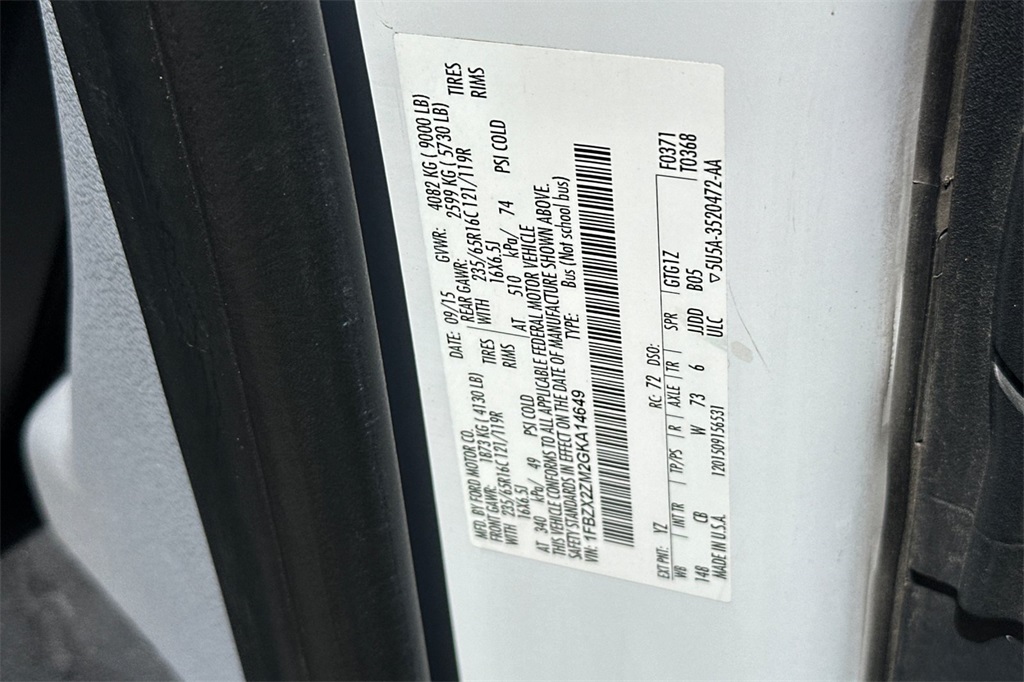 MFD. BY FORD MOTOR CO. DATE: 09/15 GVWR: 4082 KG ( 9000 LB)
FRONT GAWR: 1873 KG ( 4130 LB) REAR GAWR: 2599 KG ( 5730 LB)
WITH 235/65R16C 121/119R TIRES WITH 235/65R16C 121/119R TIRES
16X6.5J RIMS 16X6.5J RIMS
AT 340 kPa/ 49 PSI COLD AT 510 kPa/ 74 PSI COLD
THIS VEHICLE CONFORMS TO ALL APPLICABLE FEDERAL MOTOR VEHICLE
SAFETY STANDARDS IN EFFECT ON THE DATE OF MANUFACTURE SHOWN ABOVE.
VIN: 1FBZX2ZM2GKA14649 TYPE: Bus (Not school bus)
F0371
T0368
EXT PNT: YZ RC: 72 DSO:
WB INT TR TP/PS R AXLE TR SPR GTG1Z
148 CB W 73 6 JJDD B05
MADE IN U.S.A. 1201509156531 ULC ▽5U5A-3520472-AA